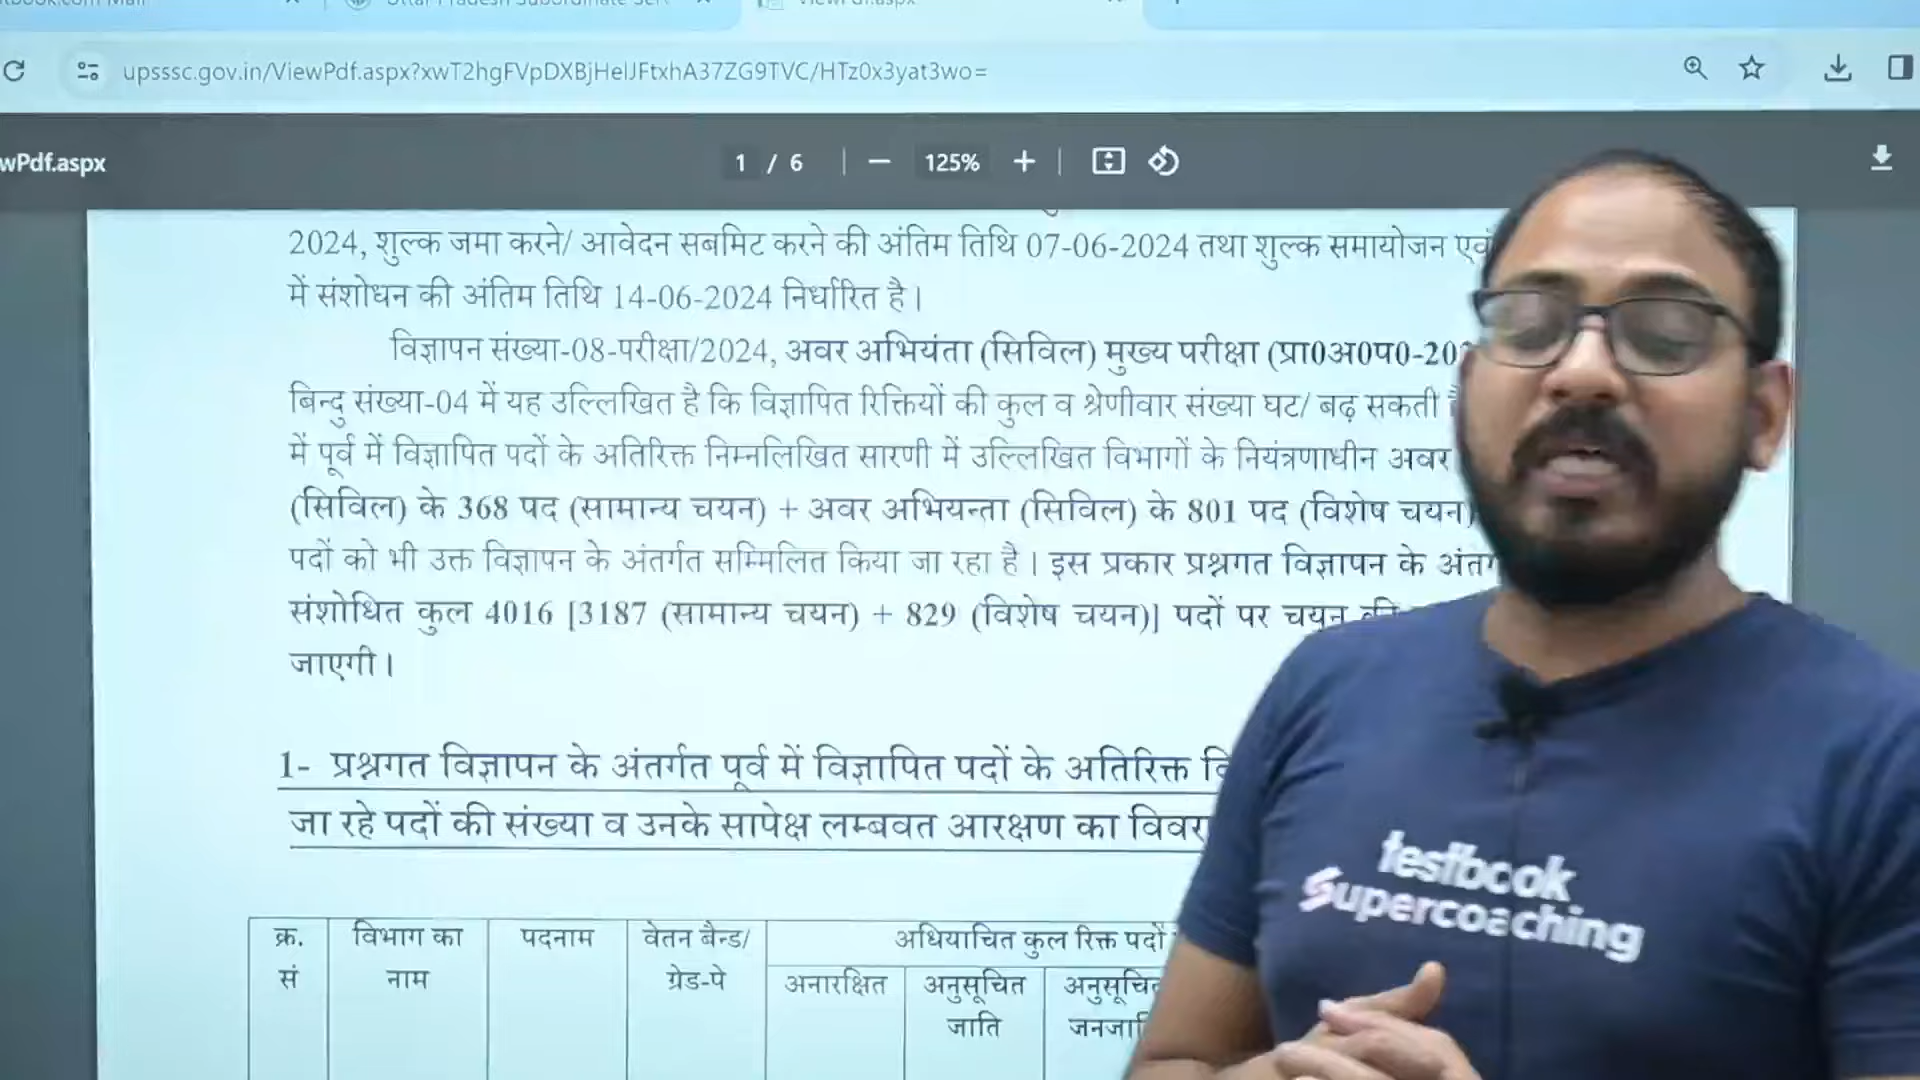 upsssc.gov.in/ViewPdf.aspx?xwT2hgFVpDXBjHeIJFtxhA37ZG9TVC/HTz0x3yat3wo=
wPdf.aspx
1 / 6
125%
2024, शुल्क जमा करने/ आवेदन सबमिट करने की अंतिम तिथि 07-06-2024 तथा शुल्क समायोजन एवं
में संशोधन की अंतिम तिथि 14-06-2024 निर्धारित है।
विज्ञापन संख्या-08-परीक्षा/2024, अवर अभियंता (सिविल) मुख्य परीक्षा (प्रा0अ0प0-20
बिन्दु संख्या-04 में यह उल्लिखित है कि विज्ञापित रिक्तियों की कुल व श्रेणीवार संख्या घट/ बढ़ सकती
में पूर्व में विज्ञापित पदों के अतिरिक्त निम्नलिखित सारणी में उल्लिखित विभागों के नियंत्रणाधीन अवर
(सिविल) के 368 पद (सामान्य चयन) + अवर अभियन्ता (सिविल) के 801 पद (विशेष चयन)
पदों को भी उक्त विज्ञापन के अंतर्गत सम्मिलित किया जा रहा है। इस प्रकार प्रश्नगत विज्ञापन के
संशोधित कुल 4016 [3187 (सामान्य चयन) + 829 (विशेष चयन)] पदों पर चयन की
जाएगी।
1- प्रश्नगत विज्ञापन के अंतर्गत पूर्व में विज्ञापित पदों के अतिरिक्त
जा रहे पदों की संख्या व उनके सापेक्ष लम्बवत आरक्षण का
क्र. सं
विभाग का नाम
पदनाम
वेतन बैन्ड/ ग्रेड-पे
अधियाचित कुल रिक्त पदों
अनारक्षित
अनुसूचित जाति
testbook
Supercoaching